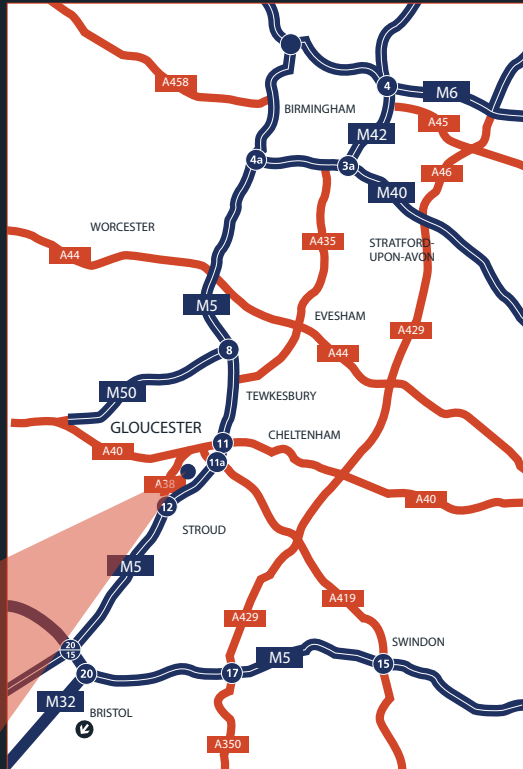 A458
4
M6
BIRMINGHAM
A45
M42
4a
3a
A46
M40
WORCESTER
A435
STRATFORD-
UPON-AVON
A44
M5
EVESHAM
A429
8
A44
M50
TEWKESBURY
GLOUCESTER
CHELTENHAM
11
A40
11a
A38
A40
12
STROUD
M5
A419
A429
SWINDON
20
15
M5
15
20
17
M32
BRISTOL
A350